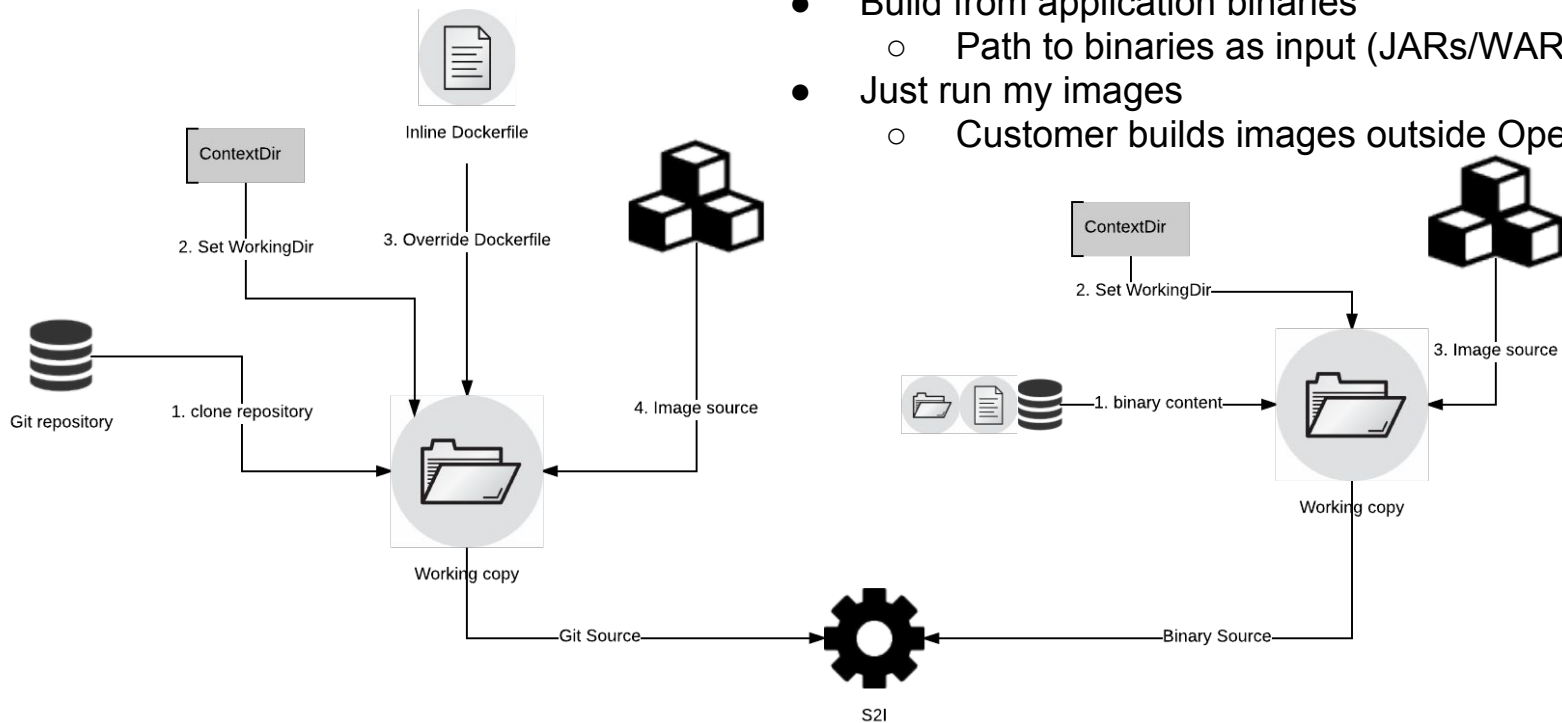 ● Build from application binaries
○ Path to binaries as input (JARs/WAR
● Just run my images
○ Customer builds images outside Ope
Inline Dockerfile
ContextDir
2. Set WorkingDir
3. Override Dockerfile
Git repository
1. clone repository
4. Image source
Working copy
Git Source
ContextDir
2. Set WorkingDir
3. Image source
1. binary content
Working copy
Binary Source
S2I